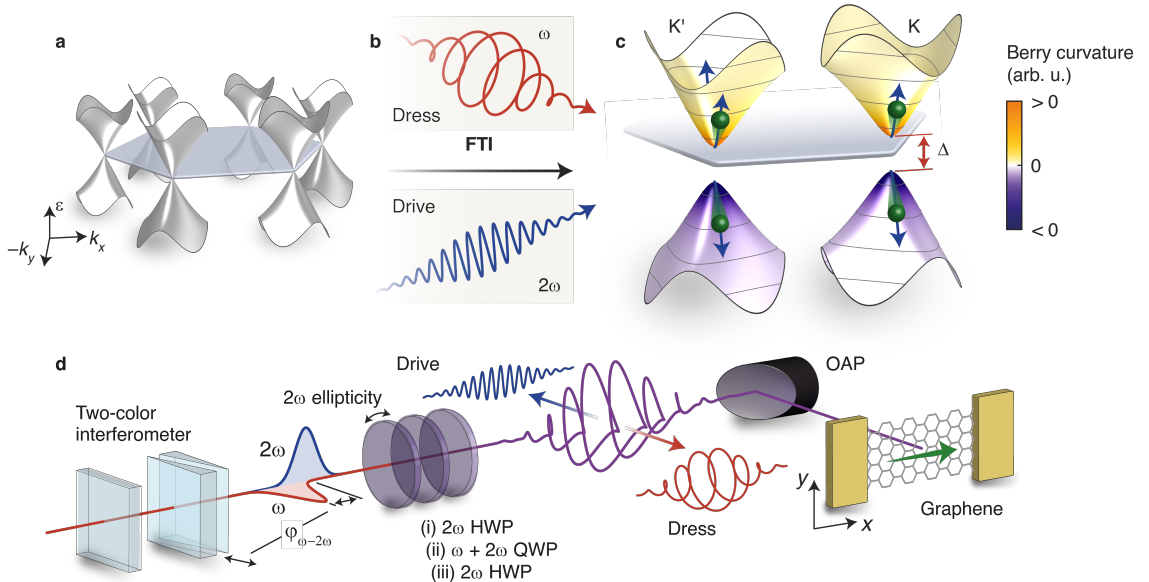 a
ε
−k_y
k_x
b
ω
Dress
FTI
Drive
2ω
c
K'
K
Δ
Berry curvature
(arb. u.)
> 0
0
< 0
d
Two-color
interferometer
2ω
ω
φω−2ω
2ω ellipticity
(i) 2ω HWP
(ii) ω + 2ω QWP
(iii) 2ω HWP
Drive
Dress
OAP
y
x
Graphene